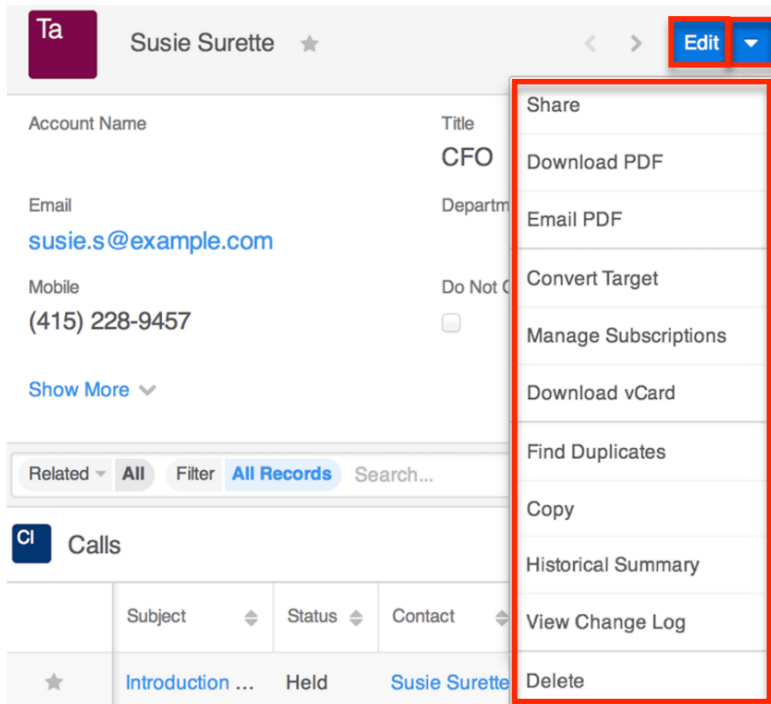 Ta
Susie Surette
Edit
Account Name
Title
CFO
Email
Departm
susie.s@example.com
Mobile
Do Not
(415) 228-9457
Show More
Share
Download PDF
Email PDF
Convert Target
Manage Subscriptions
Download vCard
Find Duplicates
Copy
Historical Summary
View Change Log
Delete
Related All Filter All Records Search...
Cl Calls
Subject Status Contact
Introduction ... Held Susie Surette